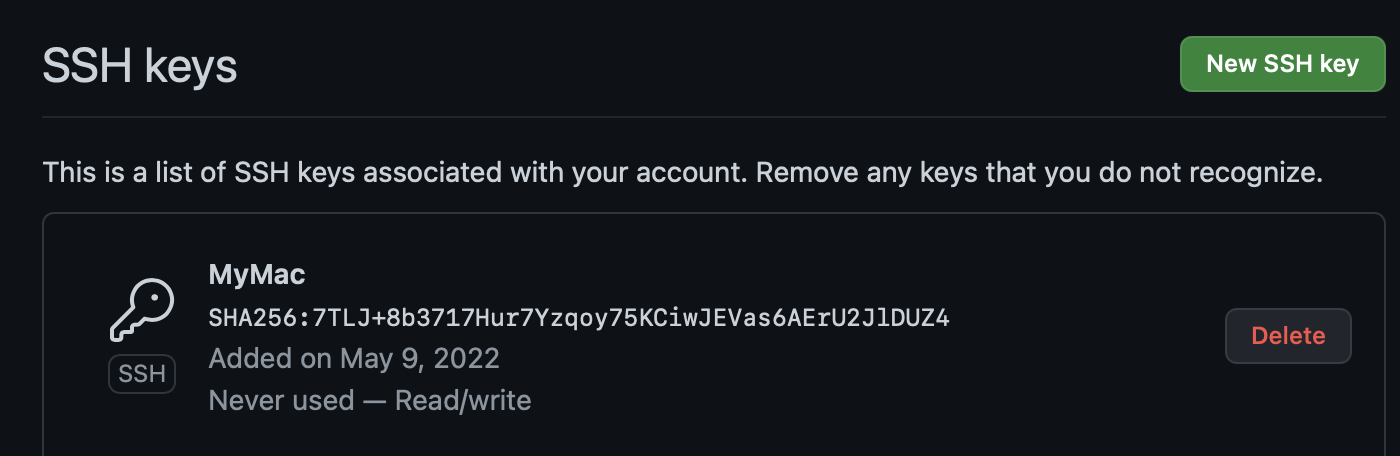 SSH keys
New SSH key
This is a list of SSH keys associated with your account. Remove any keys that you do not recognize.
MyMac
SHA256:7TLJ+8b3717Hur7Yzqoy75KCiwJEVas6AErU2JlDUZ4
Added on May 9, 2022
Never used — Read/write
SSH
Delete